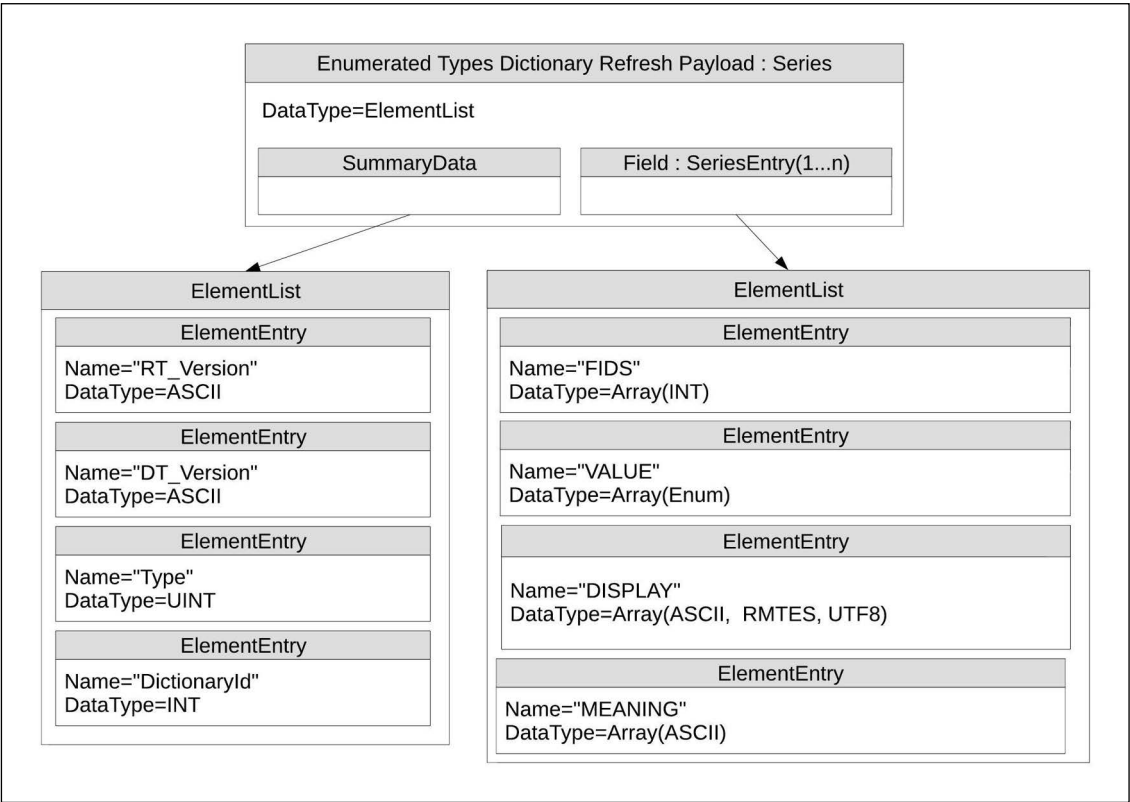 Enumerated Types Dictionary Refresh Payload : Series
DataType=ElementList
SummaryData
Field : SeriesEntry(1...n)
ElementList
ElementEntry
Name="RT_Version"
DataType=ASCII
ElementEntry
Name="DT_Version"
DataType=ASCII
ElementEntry
Name="Type"
DataType=UINT
ElementEntry
Name="DictionaryId"
DataType=INT
ElementList
ElementEntry
Name="FIDS"
DataType=Array(INT)
ElementEntry
Name="VALUE"
DataType=Array(Enum)
ElementEntry
Name="DISPLAY"
DataType=Array(ASCII, RMTES, UTF8)
ElementEntry
Name="MEANING"
DataType=Array(ASCII)